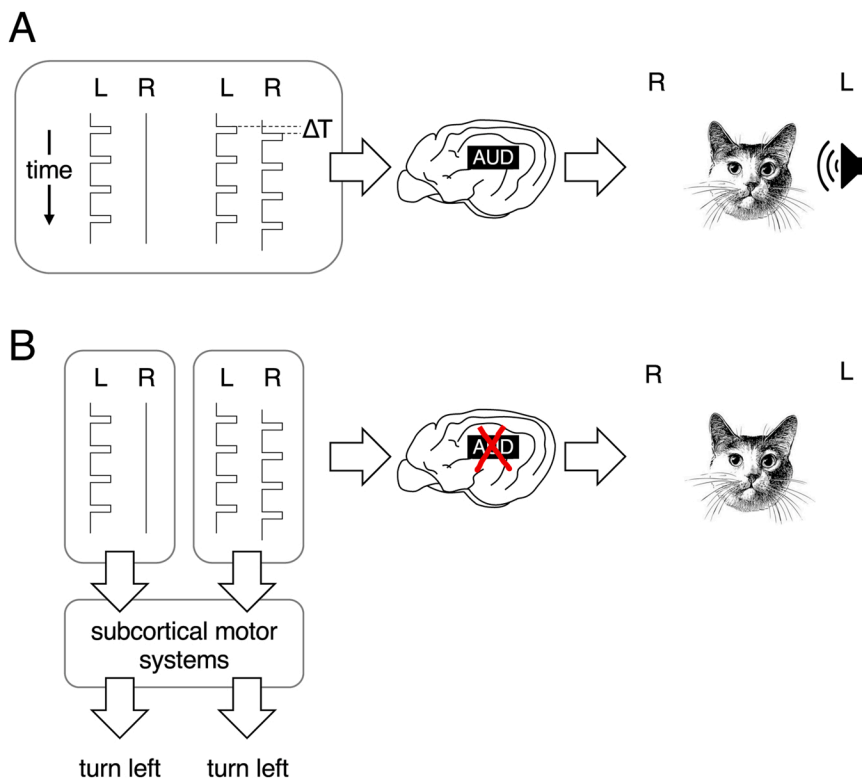 A
L R L R R L
ΔT
time
AUD
B
L R L R R L
AUD
subcortical motor
systems
turn left turn left